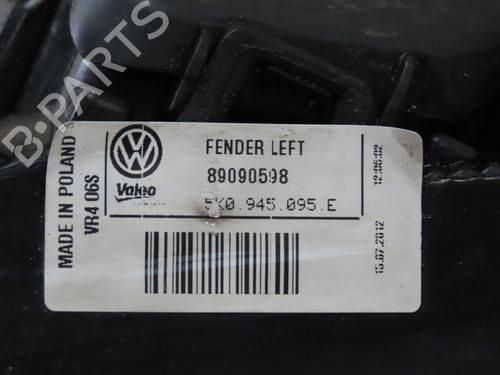 B-PARTS
MADE IN POLAND
VR4 06S
Valeo
FENDER LEFT
89090598
5K0.945.095.E
12:06:02
15.07.2012